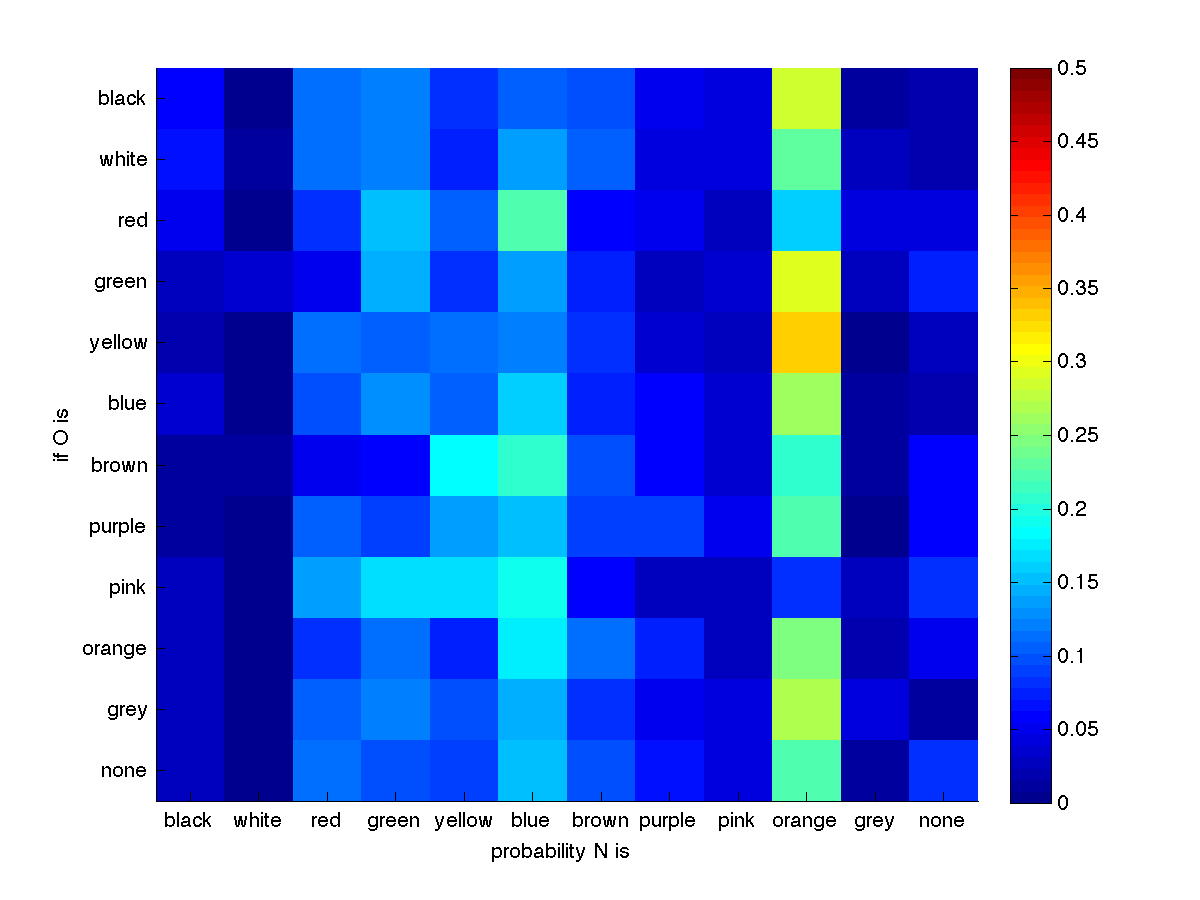 black
white
red
green
yellow
blue
brown
purple
pink
orange
grey
none
if O is
black white red green yellow blue brown purple pink orange grey none
probability N is
0.5
0.45
0.4
0.35
0.3
0.25
0.2
0.15
0.1
0.05
0